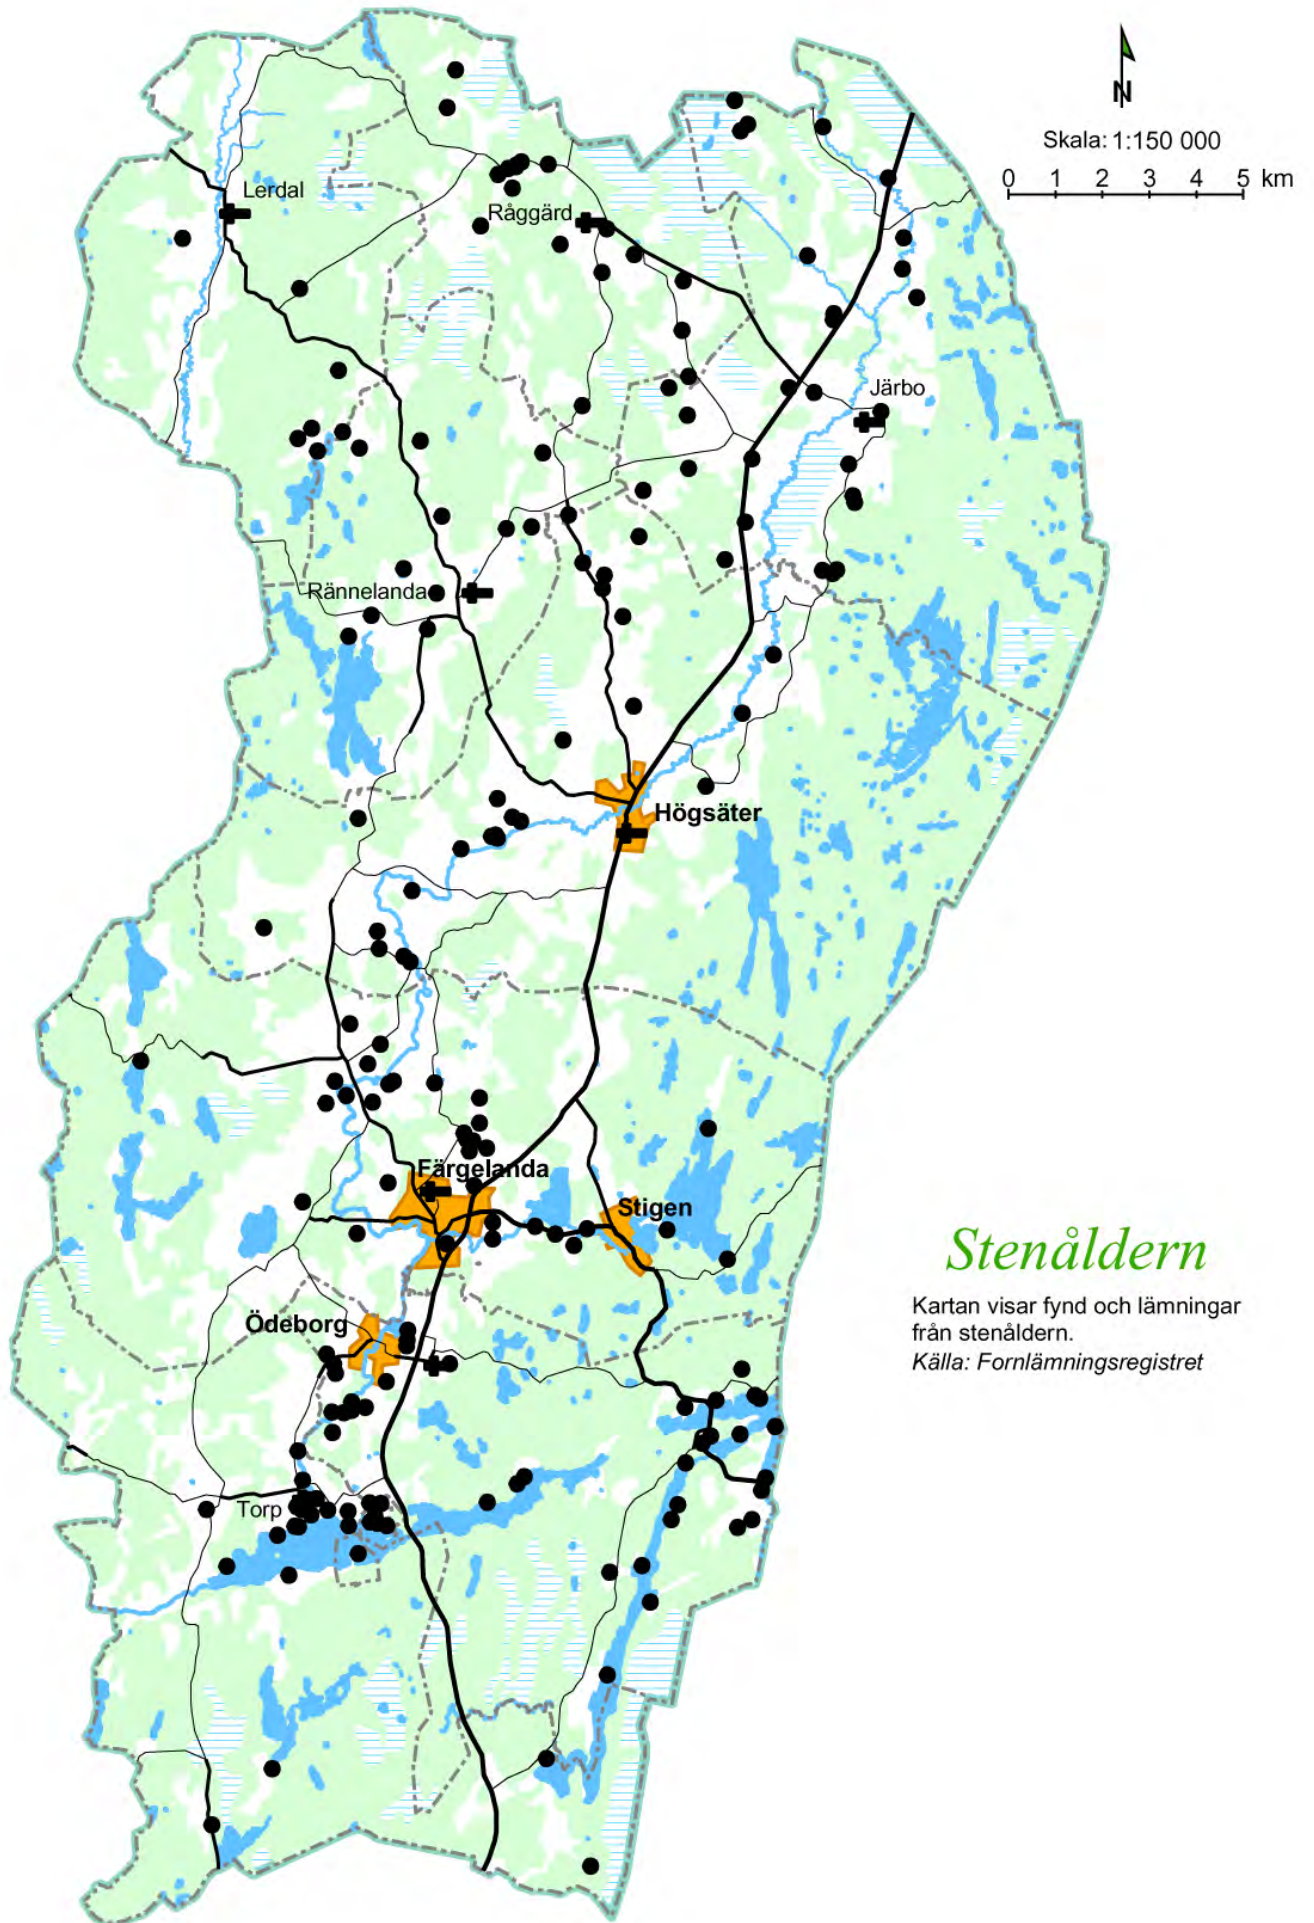 N
Skala: 1:150 000
0 1 2 3 4 5 km
Lerdal
Råggärd
Järbo
Rännelanda
Högsäter
Färgelanda
Stigen
Ödeborg
Torp
Stenåldern
Kartan visar fynd och lämningar
från stenåldern.
Källa: Fornlämningsregistret